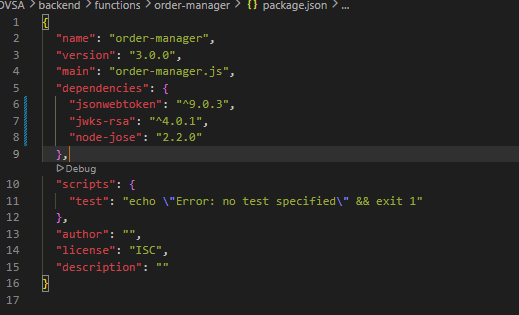 OVSA > backend > functions > order-manager > {} package.json > ...
1 {
2 "name": "order-manager",
3 "version": "3.0.0",
4 "main": "order-manager.js",
5 "dependencies": {
6 "jsonwebtoken": "^9.0.3",
7 "jwks-rsa": "^4.0.1",
8 "node-jose": "2.2.0"
9 },
Debug
10 "scripts": {
11 "test": "echo \"Error: no test specified\" && exit 1"
12 },
13 "author": "",
14 "license": "ISC",
15 "description": ""
16 }
17